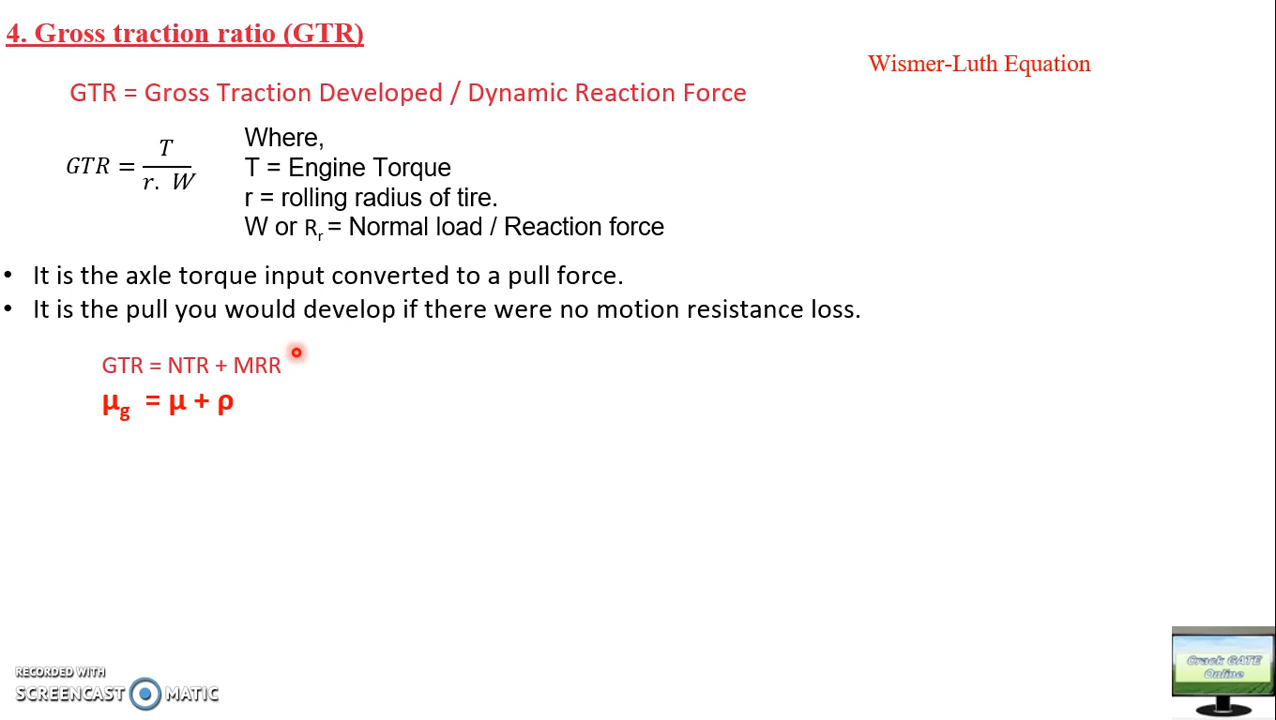 4. Gross traction ratio (GTR)
Wismer-Luth Equation
GTR = Gross Traction Developed / Dynamic Reaction Force
GTR = T / r. W
Where,
T = Engine Torque
r = rolling radius of tire.
W or Rr = Normal load / Reaction force
• It is the axle torque input converted to a pull force.
• It is the pull you would develop if there were no motion resistance loss.
GTR = NTR + MRR
μg = μ + ρ
RECORDED WITH
SCREENCAST MATIC
Crack GATE
Online